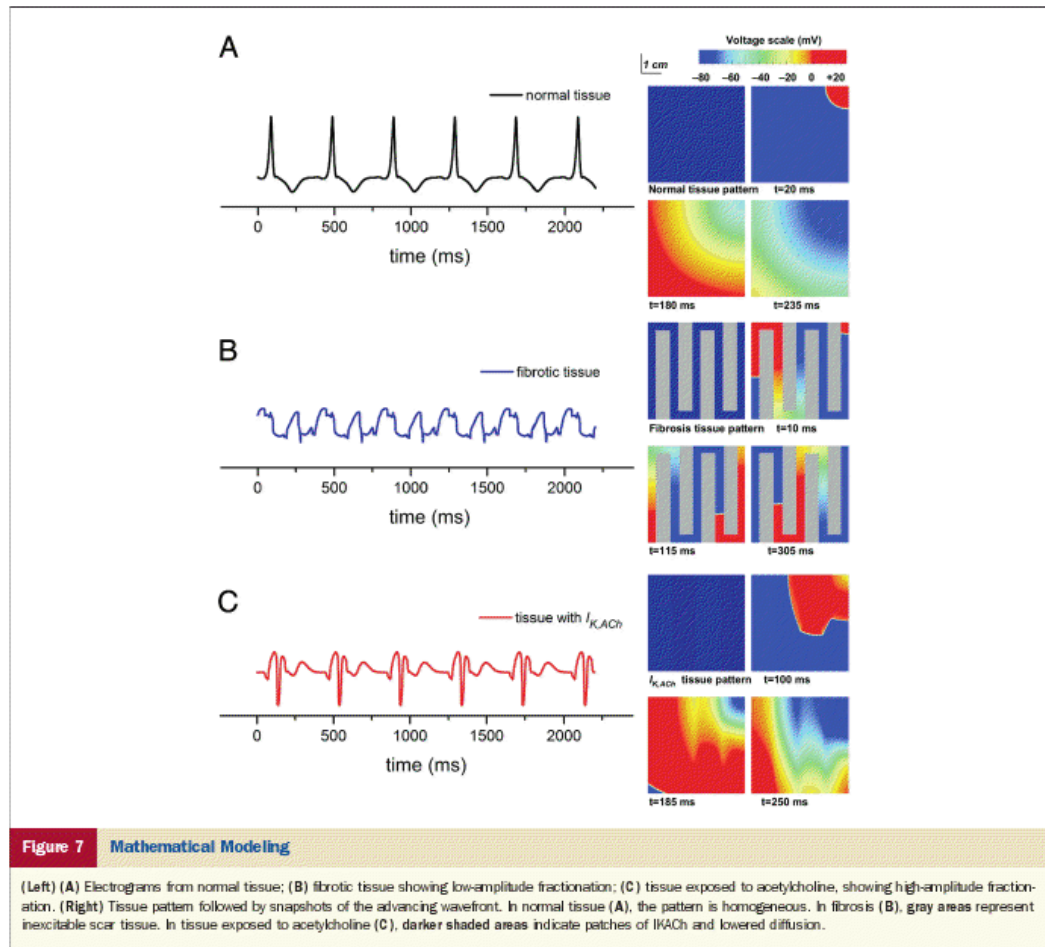 A
normal tissue
0 500 1000 1500 2000
time (ms)
Voltage scale (mV)
1 cm
−80 −60 −40 −20 0 +20
Normal tissue pattern t=20 ms
t=180 ms t=235 ms
B
fibrotic tissue
0 500 1000 1500 2000
time (ms)
Fibrosis tissue pattern t=10 ms
t=115 ms t=305 ms
C
tissue with IK,ACh
0 500 1000 1500 2000
time (ms)
IK,ACh tissue pattern t=100 ms
t=185 ms t=250 ms
Figure 7 Mathematical Modeling
(Left) (A) Electrograms from normal tissue; (B) fibrotic tissue showing low-amplitude fractionation; (C) tissue exposed to acetylcholine, showing high-amplitude fraction-
ation. (Right) Tissue pattern followed by snapshots of the advancing wavefront. In normal tissue (A), the pattern is homogeneous. In fibrosis (B), gray areas represent
inexcitable scar tissue. In tissue exposed to acetylcholine (C), darker shaded areas indicate patches of IKACh and lowered diffusion.